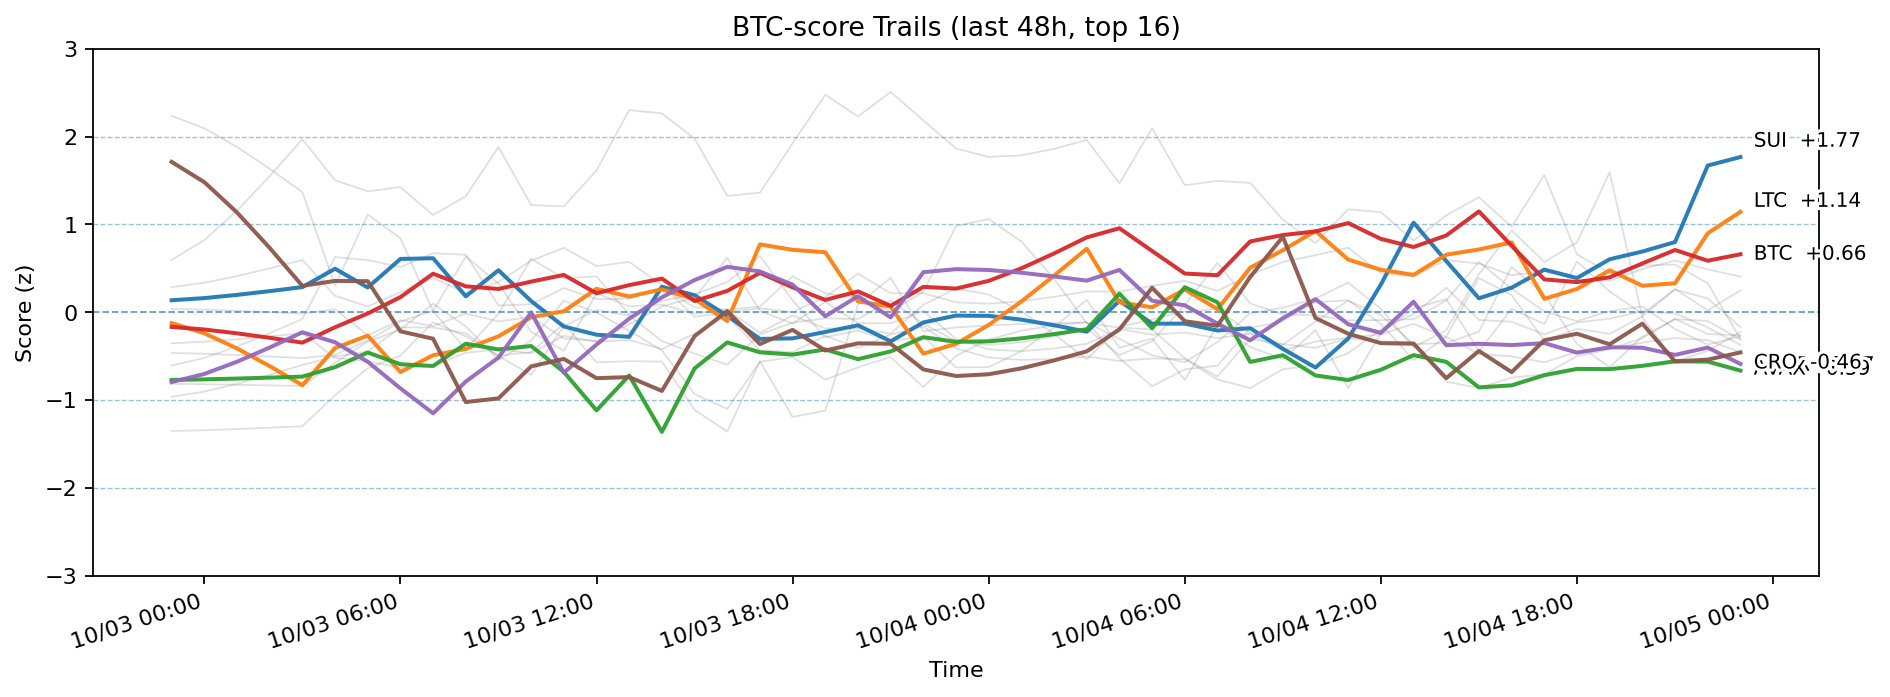 BTC-score Trails (last 48h, top 16)
Score (z)
3
2
1
0
−1
−2
−3
SUI +1.77
LTC +1.14
BTC +0.66
CRO -0.46
10/03 00:00
10/03 06:00
10/03 12:00
10/03 18:00
10/04 00:00
10/04 06:00
10/04 12:00
10/04 18:00
10/05 00:00
Time